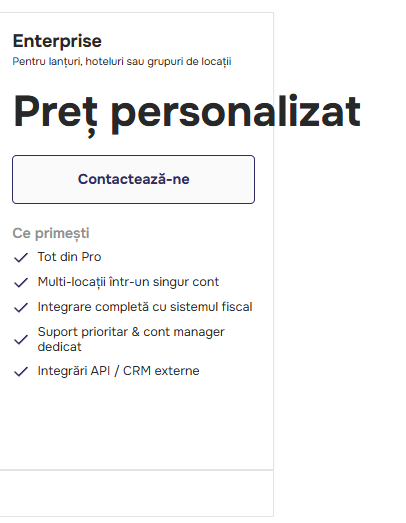 Enterprise
Pentru lanțuri, hoteluri sau grupuri de locații
Preț personalizat
Contactează-ne
Ce primești
Tot din Pro
Multi-locații într-un singur cont
Integrare completă cu sistemul fiscal
Suport prioritar & cont manager
dedicat
Integrări API / CRM externe